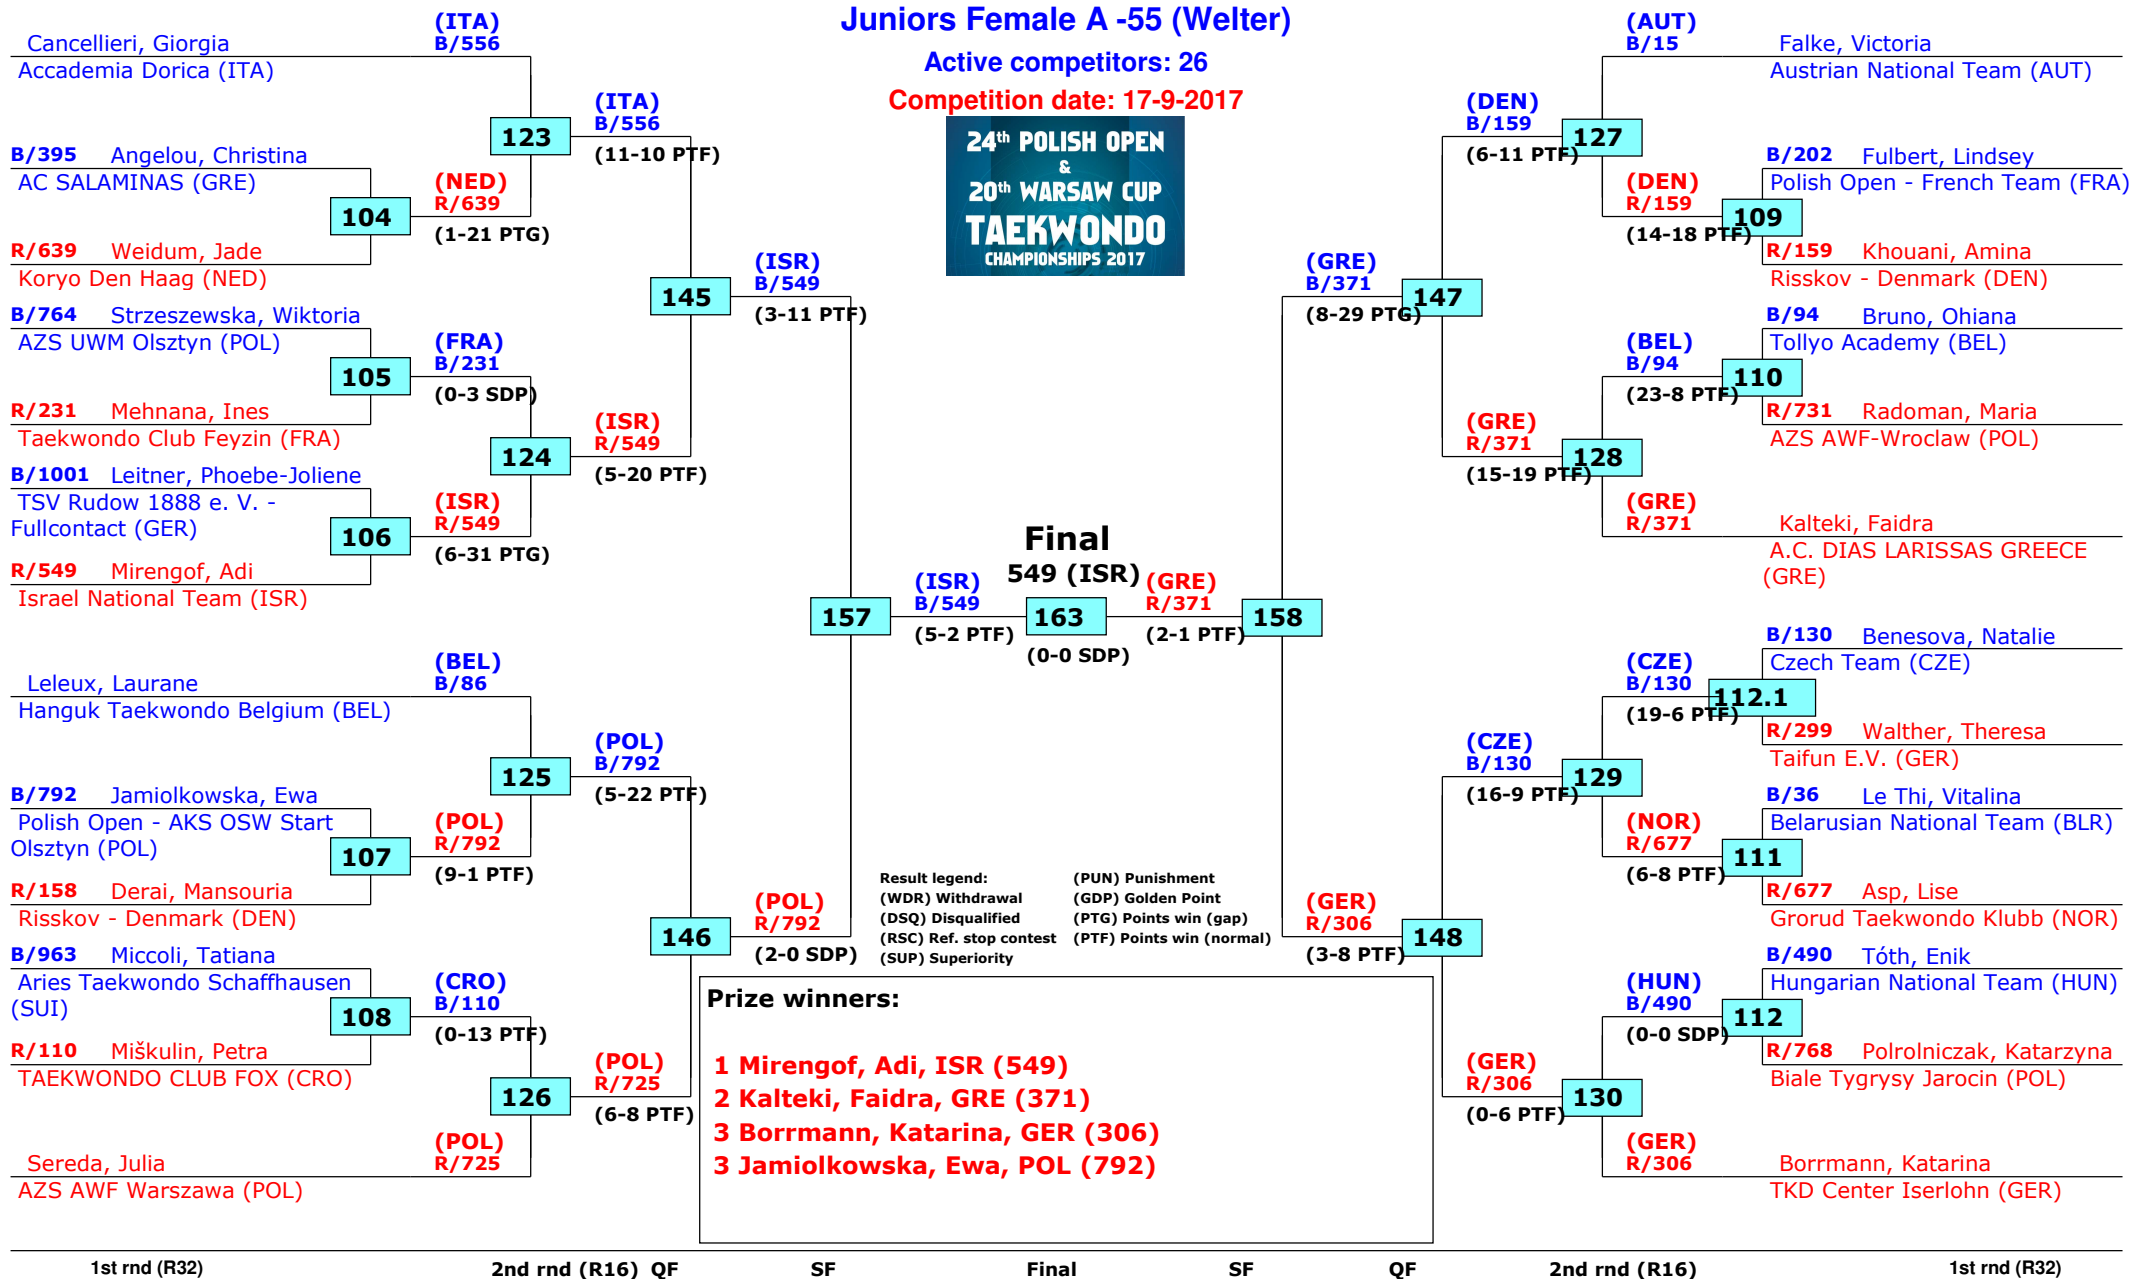 Juniors Female A -55 (Welter)
Active competitors: 26
Competition date: 17-9-2017
24th POLISH OPEN
&
20th WARSAW CUP
TAEKWONDO
CHAMPIONSHIPS 2017
Cancellieri, Giorgia
Accademia Dorica (ITA)
B/395 Angelou, Christina
AC SALAMINAS (GRE)
104
R/639 Weidum, Jade
Koryo Den Haag (NED)
B/764 Strzeszewska, Wiktoria
AZS UWM Olsztyn (POL)
105
R/231 Mehnana, Ines
Taekwondo Club Feyzin (FRA)
B/1001 Leitner, Phoebe-Joliene
TSV Rudow 1888 e. V. -
Fullcontact (GER)
106
R/549 Mirengof, Adi
Israel National Team (ISR)
Leleux, Laurane
Hanguk Taekwondo Belgium (BEL)
B/792 Jamiolkowska, Ewa
Polish Open - AKS OSW Start
Olsztyn (POL)
107
R/158 Derai, Mansouria
Risskov - Denmark (DEN)
B/963 Miccoli, Tatiana
Aries Taekwondo Schaffhausen
(SUI)
108
R/110 Miškulin, Petra
TAEKWONDO CLUB FOX (CRO)
Sereda, Julia
AZS AWF Warszawa (POL)
(ITA)
B/556
123
(NED)
R/639
(1-21 PTG)
(FRA)
B/231
(0-3 SDP)
124
(ISR)
R/549
(6-31 PTG)
(BEL)
B/86
125
(POL)
R/792
(9-1 PTF)
(CRO)
B/110
(0-13 PTF)
126
(POL)
R/725
(ITA)
B/556
(11-10 PTF)
145
(ISR)
R/549
(5-20 PTF)
(POL)
B/792
(5-22 PTF)
146
(POL)
R/725
(6-8 PTF)
(ISR)
B/549
(3-11 PTF)
157
(POL)
R/792
(2-0 SDP)
(ISR)
B/549
(5-2 PTF)
Final
549 (ISR)
163
(0-0 SDP)
(GRE)
R/371
(2-1 PTF)
158
(GRE)
B/371
(8-29 PTG)
147
(GER)
R/306
(3-8 PTF)
148
(DEN)
B/159
(6-11 PTF)
127
(GRE)
R/371
(15-19 PTF)
128
(CZE)
B/130
(16-9 PTF)
129
(GER)
R/306
(0-6 PTF)
130
(AUT)
B/15
(DEN)
R/159
(14-18 PTF)
(BEL)
B/94
(23-8 PTF)
(GRE)
R/371
(CZE)
B/130
(19-6 PTF)
(NOR)
R/677
(6-8 PTF)
(HUN)
B/490
(0-0 SDP)
(GER)
R/306
Falke, Victoria
Austrian National Team (AUT)
B/202 Fulbert, Lindsey
Polish Open - French Team (FRA)
109
R/159 Khouani, Amina
Risskov - Denmark (DEN)
B/94 Bruno, Ohiana
Tollyo Academy (BEL)
110
R/731 Radoman, Maria
AZS AWF-Wroclaw (POL)
Kalteki, Faidra
A.C. DIAS LARISSAS GREECE
(GRE)
B/130 Benesova, Natalie
Czech Team (CZE)
112.1
R/299 Walther, Theresa
Taifun E.V. (GER)
B/36 Le Thi, Vitalina
Belarusian National Team (BLR)
111
R/677 Asp, Lise
Grorud Taekwondo Klubb (NOR)
B/490 Tóth, Enik
Hungarian National Team (HUN)
112
R/768 Polrolniczak, Katarzyna
Biale Tygrysy Jarocin (POL)
Borrmann, Katarina
TKD Center Iserlohn (GER)
Result legend: (PUN) Punishment
(WDR) Withdrawal (GDP) Golden Point
(DSQ) Disqualified (PTG) Points win (gap)
(RSC) Ref. stop contest (PTF) Points win (normal)
(SUP) Superiority
Prize winners:
1 Mirengof, Adi, ISR (549)
2 Kalteki, Faidra, GRE (371)
3 Borrmann, Katarina, GER (306)
3 Jamiolkowska, Ewa, POL (792)
1st rnd (R32) 2nd rnd (R16) QF SF Final SF QF 2nd rnd (R16) 1st rnd (R32)